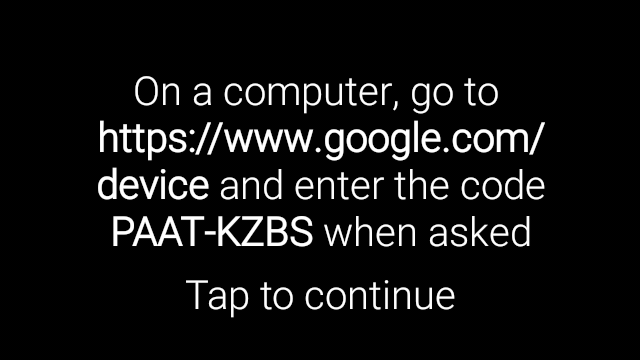 On a computer, go to
https://www.google.com/
device and enter the code
PAAT-KZBS when asked
Tap to continue